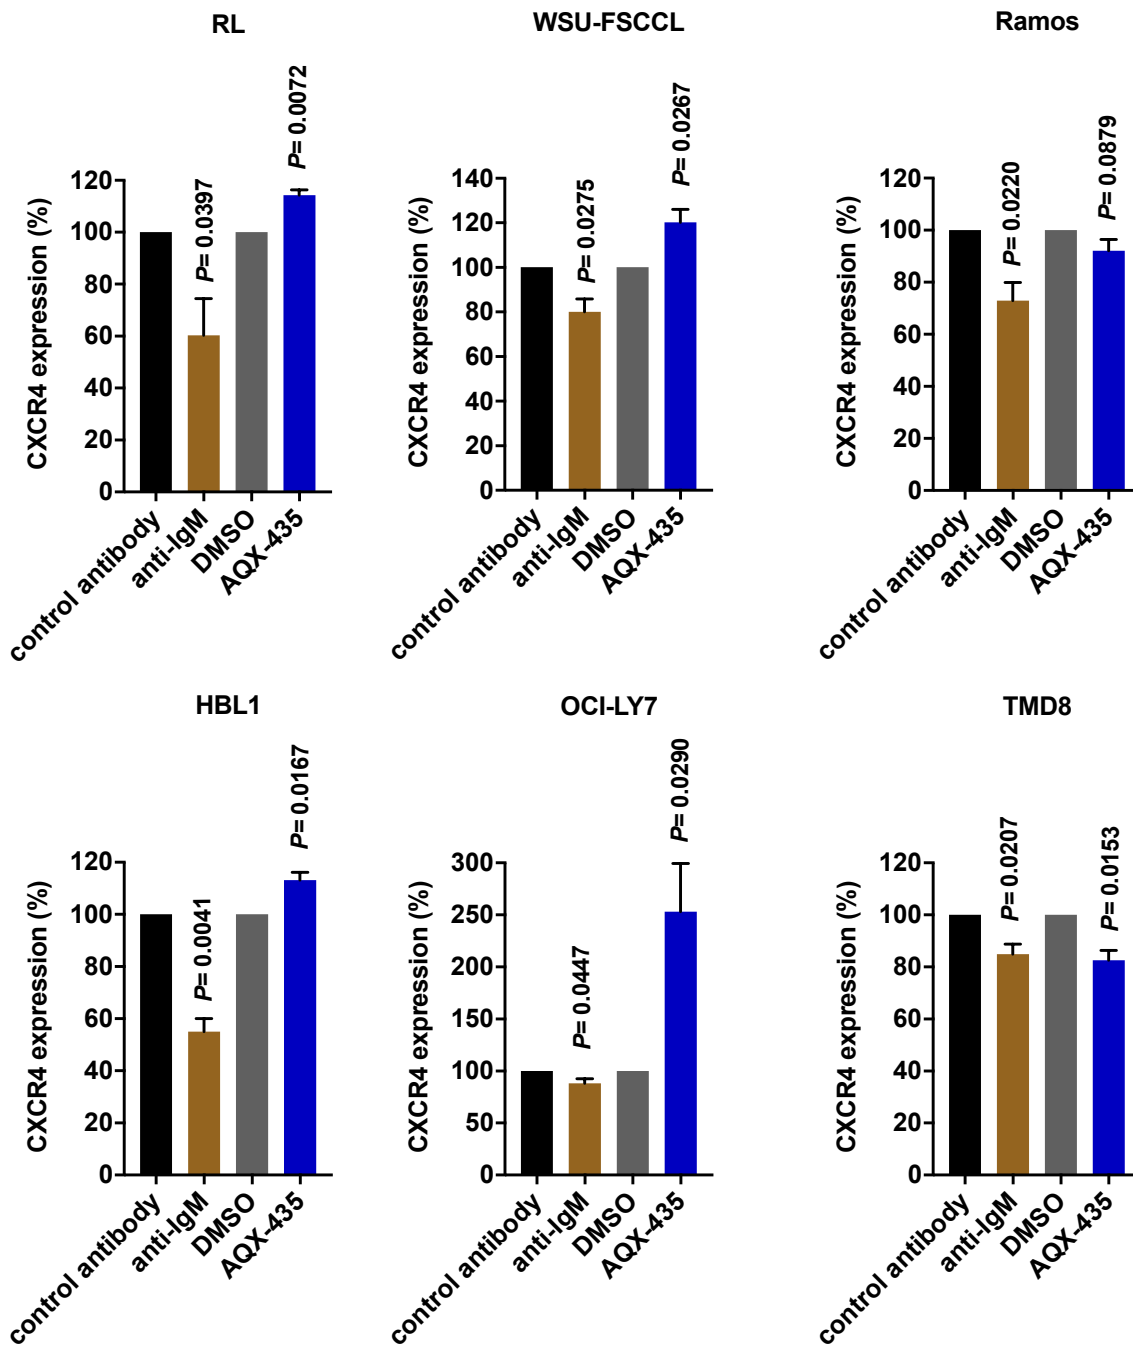 RL
P= 0.0397
P= 0.0072
CXCR4 expression (%)
120
100
80
60
40
20
0
control antibody
anti-IgM
DMSO
AQX-435
WSU-FSCCL
P= 0.0275
P= 0.0267
CXCR4 expression (%)
140
120
100
80
60
40
20
0
control antibody
anti-IgM
DMSO
AQX-435
Ramos
P= 0.0220
P= 0.0879
CXCR4 expression (%)
120
100
80
60
40
20
0
control antibody
anti-IgM
DMSO
AQX-435
HBL1
P= 0.0041
P= 0.0167
CXCR4 expression (%)
120
100
80
60
40
20
0
control antibody
anti-IgM
DMSO
AQX-435
OCI-LY7
P= 0.0447
P= 0.0290
CXCR4 expression (%)
300
250
200
150
100
50
0
control antibody
anti-IgM
DMSO
AQX-435
TMD8
P= 0.0207
P= 0.0153
CXCR4 expression (%)
120
100
80
60
40
20
0
control antibody
anti-IgM
DMSO
AQX-435